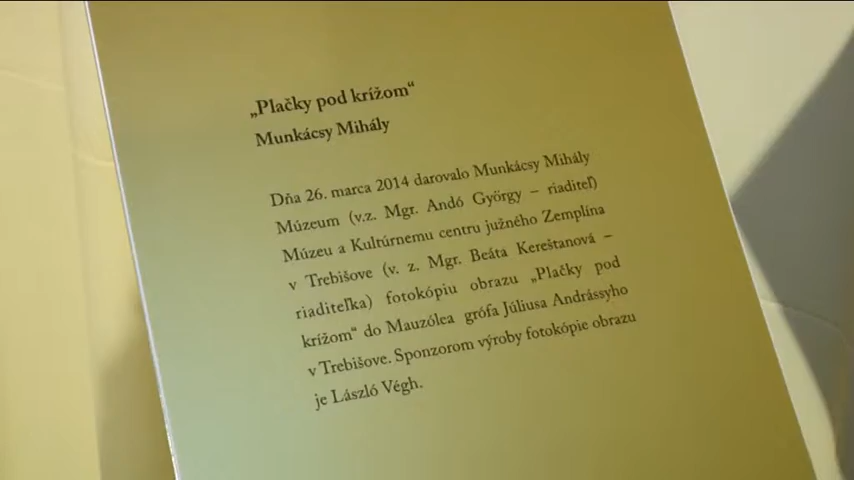 „Plačky pod krížom“
Munkácsy Mihály
Dňa 26. marca 2014 darovalo Munkácsy Mihály
Múzeum (v.z. Mgr. Andó György – riaditeľ)
Múzeu a Kultúrnemu centru južného Zemplína
v Trebišove (v. z. Mgr. Beáta Kereštanová –
riaditeľka) fotokópiu obrazu „Plačky pod
krížom“ do Mauzólea grófa Júliusa Andrássyho
v Trebišove. Sponzorom výroby fotokópie obrazu
je László Végh.